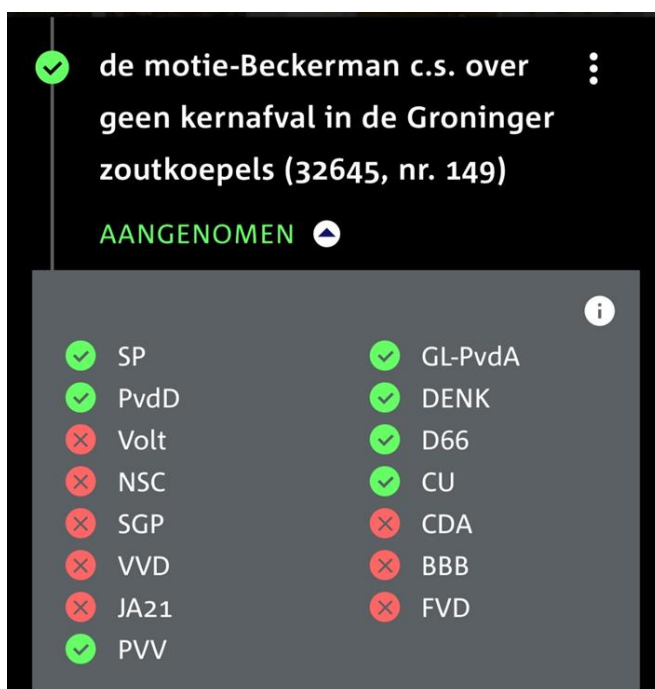 de motie-Beckerman c.s. over
geen kernafval in de Groninger
zoutkoepels (32645, nr. 149)
AANGENOMEN
SP
GL-PvdA
PvdD
DENK
Volt
D66
NSC
CU
SGP
CDA
VVD
BBB
JA21
FVD
PVV